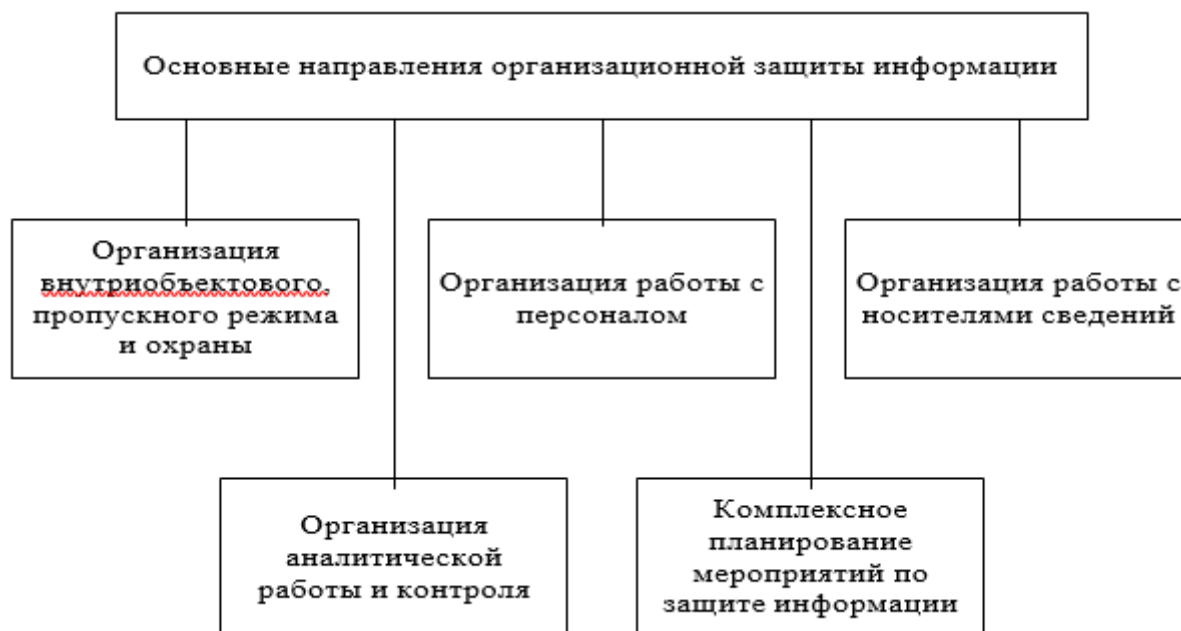 Основные направления организационной защиты информации
Организация
внутриобъектового,
пропускного режима
и охраны
Организация работы с
персоналом
Организация работы с
носителями сведений
Организация
аналитической
работы и контроля
Комплексное
планирование
мероприятий по
защите информации